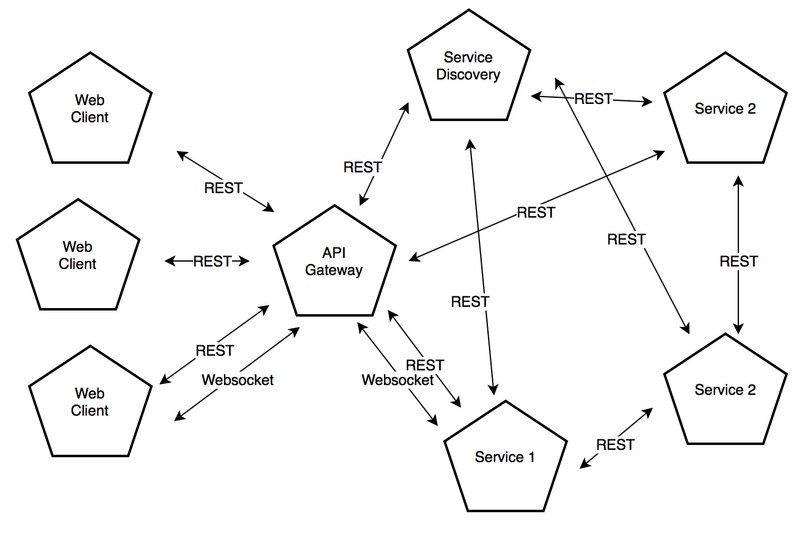 Service
Discovery
Web
Client
REST
Service 2
REST
REST
REST
Web
Client
REST
API
Gateway
REST
REST
REST
REST
REST
Websocket
REST
Websocket
Web
Client
Service 2
REST
Service 1